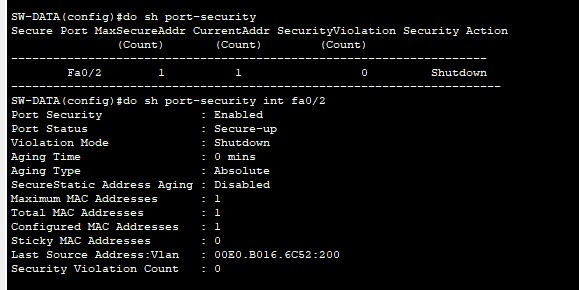 SW-DATA(config)#do sh port-security
Secure Port MaxSecureAddr CurrentAddr SecurityViolation Security Action
(Count) (Count) (Count)
--------------------------------------------------------------------
Fa0/2 1 1 0 Shutdown
----------------------------------------------------------------------
SW-DATA(config)#do sh port-security int fa0/2
Port Security : Enabled
Port Status : Secure-up
Violation Mode : Shutdown
Aging Time : 0 mins
Aging Type : Absolute
SecureStatic Address Aging : Disabled
Maximum MAC Addresses : 1
Total MAC Addresses : 1
Configured MAC Addresses : 1
Sticky MAC Addresses : 0
Last Source Address:Vlan : 00E0.B016.6C52:200
Security Violation Count : 0